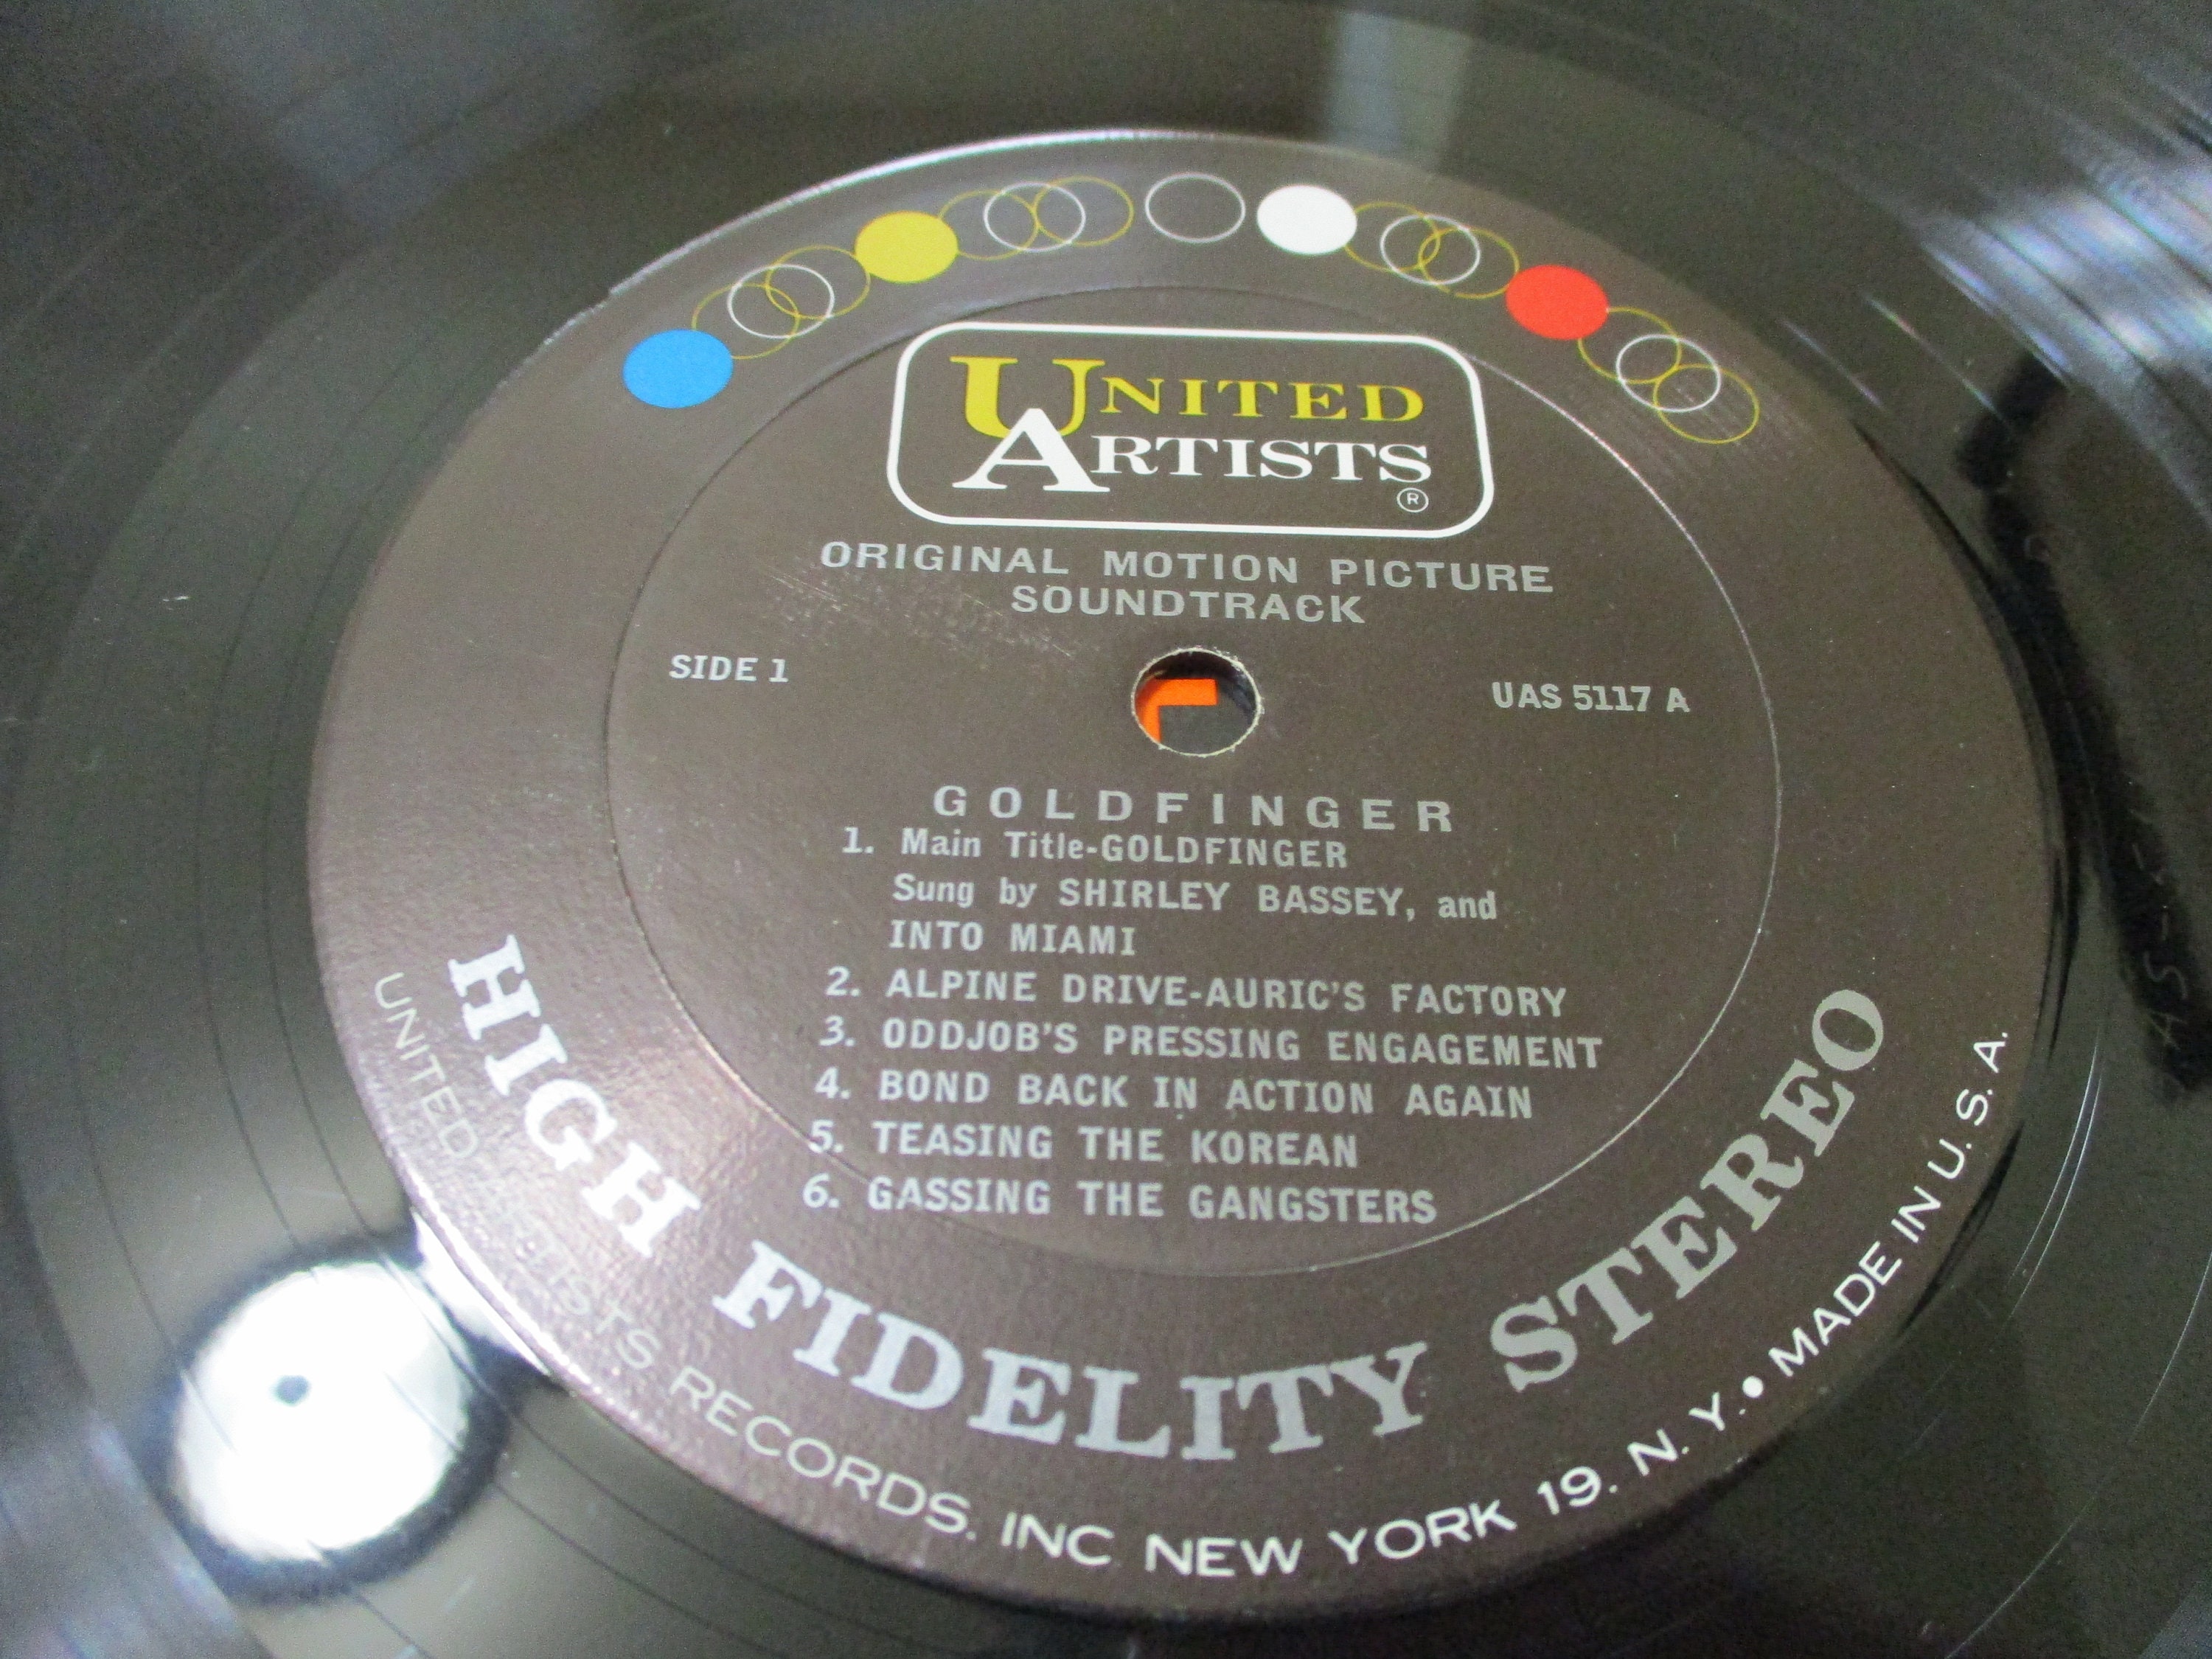 UNITED
ARTISTS
®
ORIGINAL MOTION PICTURE
SOUNDTRACK
SIDE 1
UAS 5117 A
GOLDFINGER
1. Main Title-GOLDFINGER
Sung by SHIRLEY BASSEY, and
INTO MIAMI
2. ALPINE DRIVE-AURIC'S FACTORY
3. ODDJOB'S PRESSING ENGAGEMENT
4. BOND BACK IN ACTION AGAIN
5. TEASING THE KOREAN
6. GASSING THE GANGSTERS
HIGH FIDELITY STEREO
UNITED ARTISTS RECORDS, INC NEW YORK 19, N. Y. • MADE IN U. S. A.